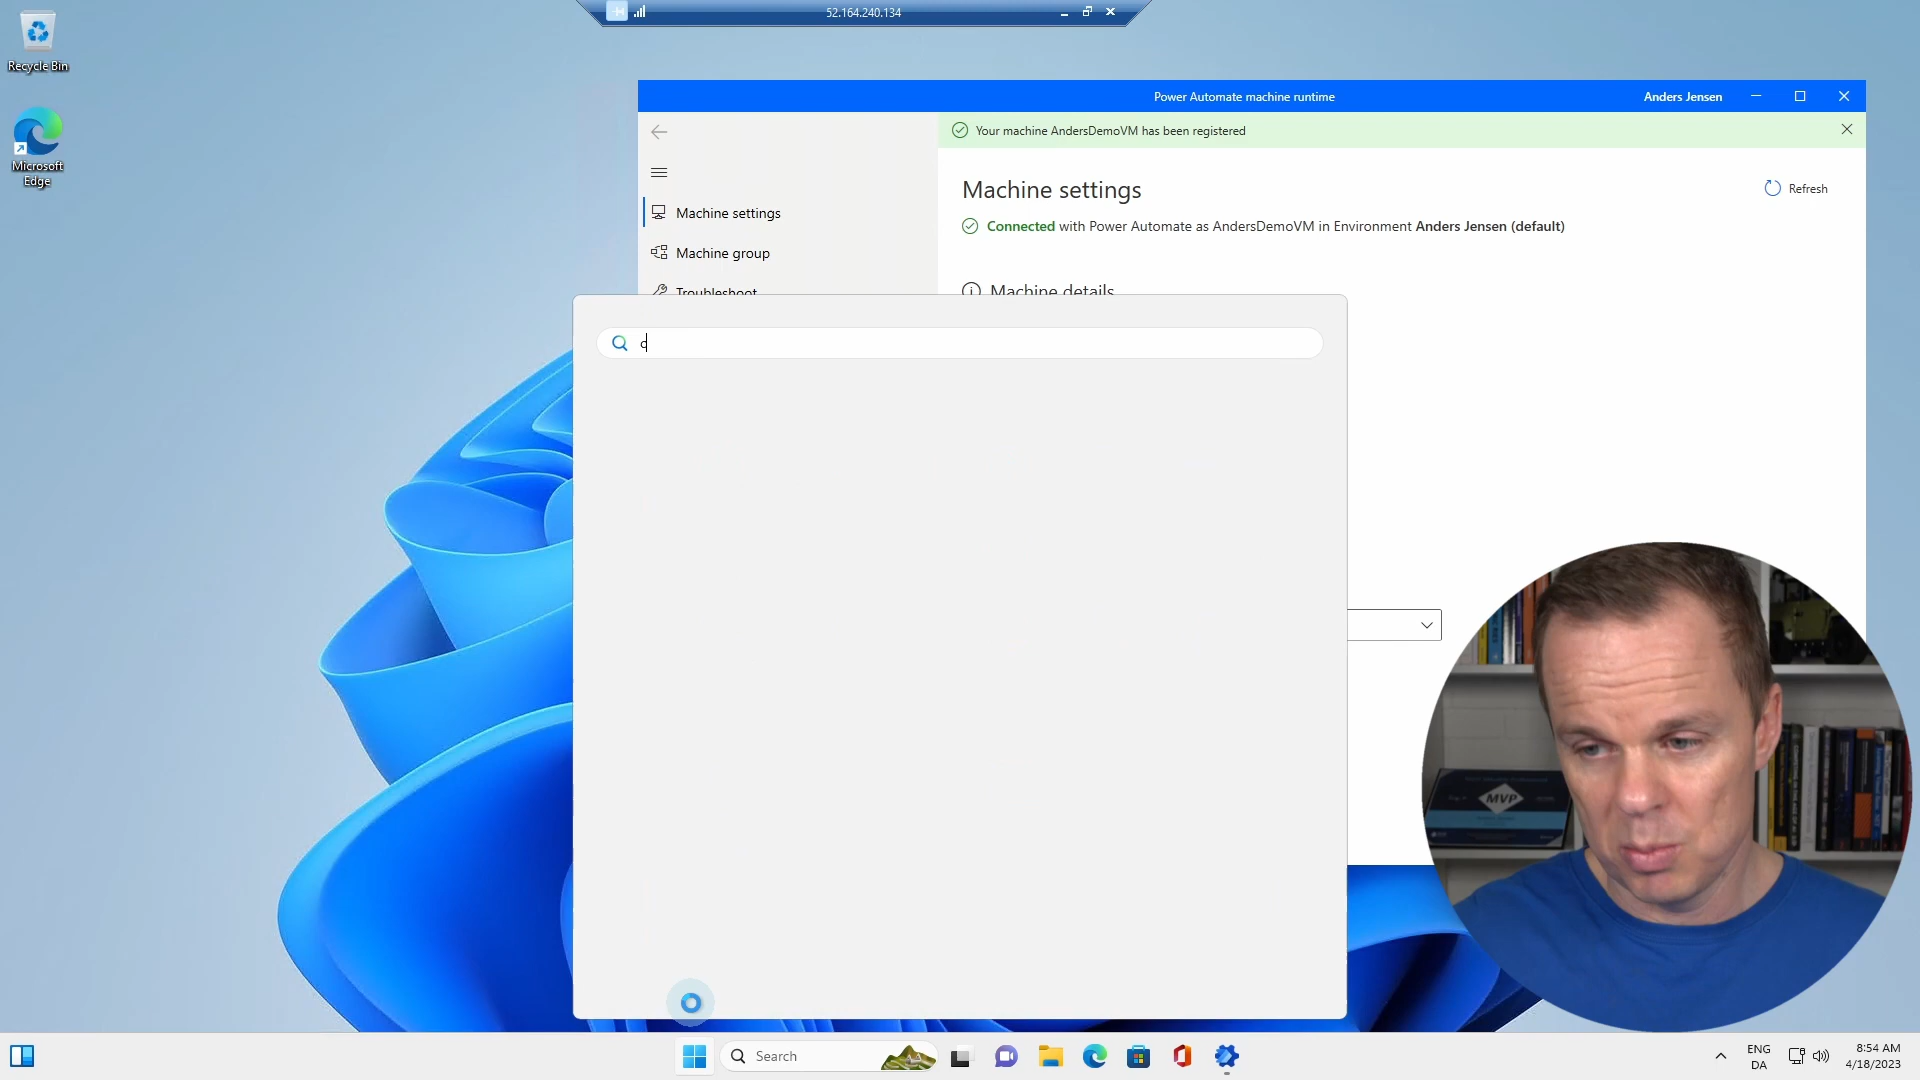 52.164.240.134
Recycle Bin
Microsoft
Edge
Power Automate machine runtime
Anders Jensen
Your machine AndersDemoVM has been registered
Machine settings
Refresh
Connected with Power Automate as AndersDemoVM in Environment Anders Jensen (default)
Machine settings
Machine group
Troubleshoot
Machine details
c
MVP
Search
ENG
DA
8:54 AM
4/18/2023